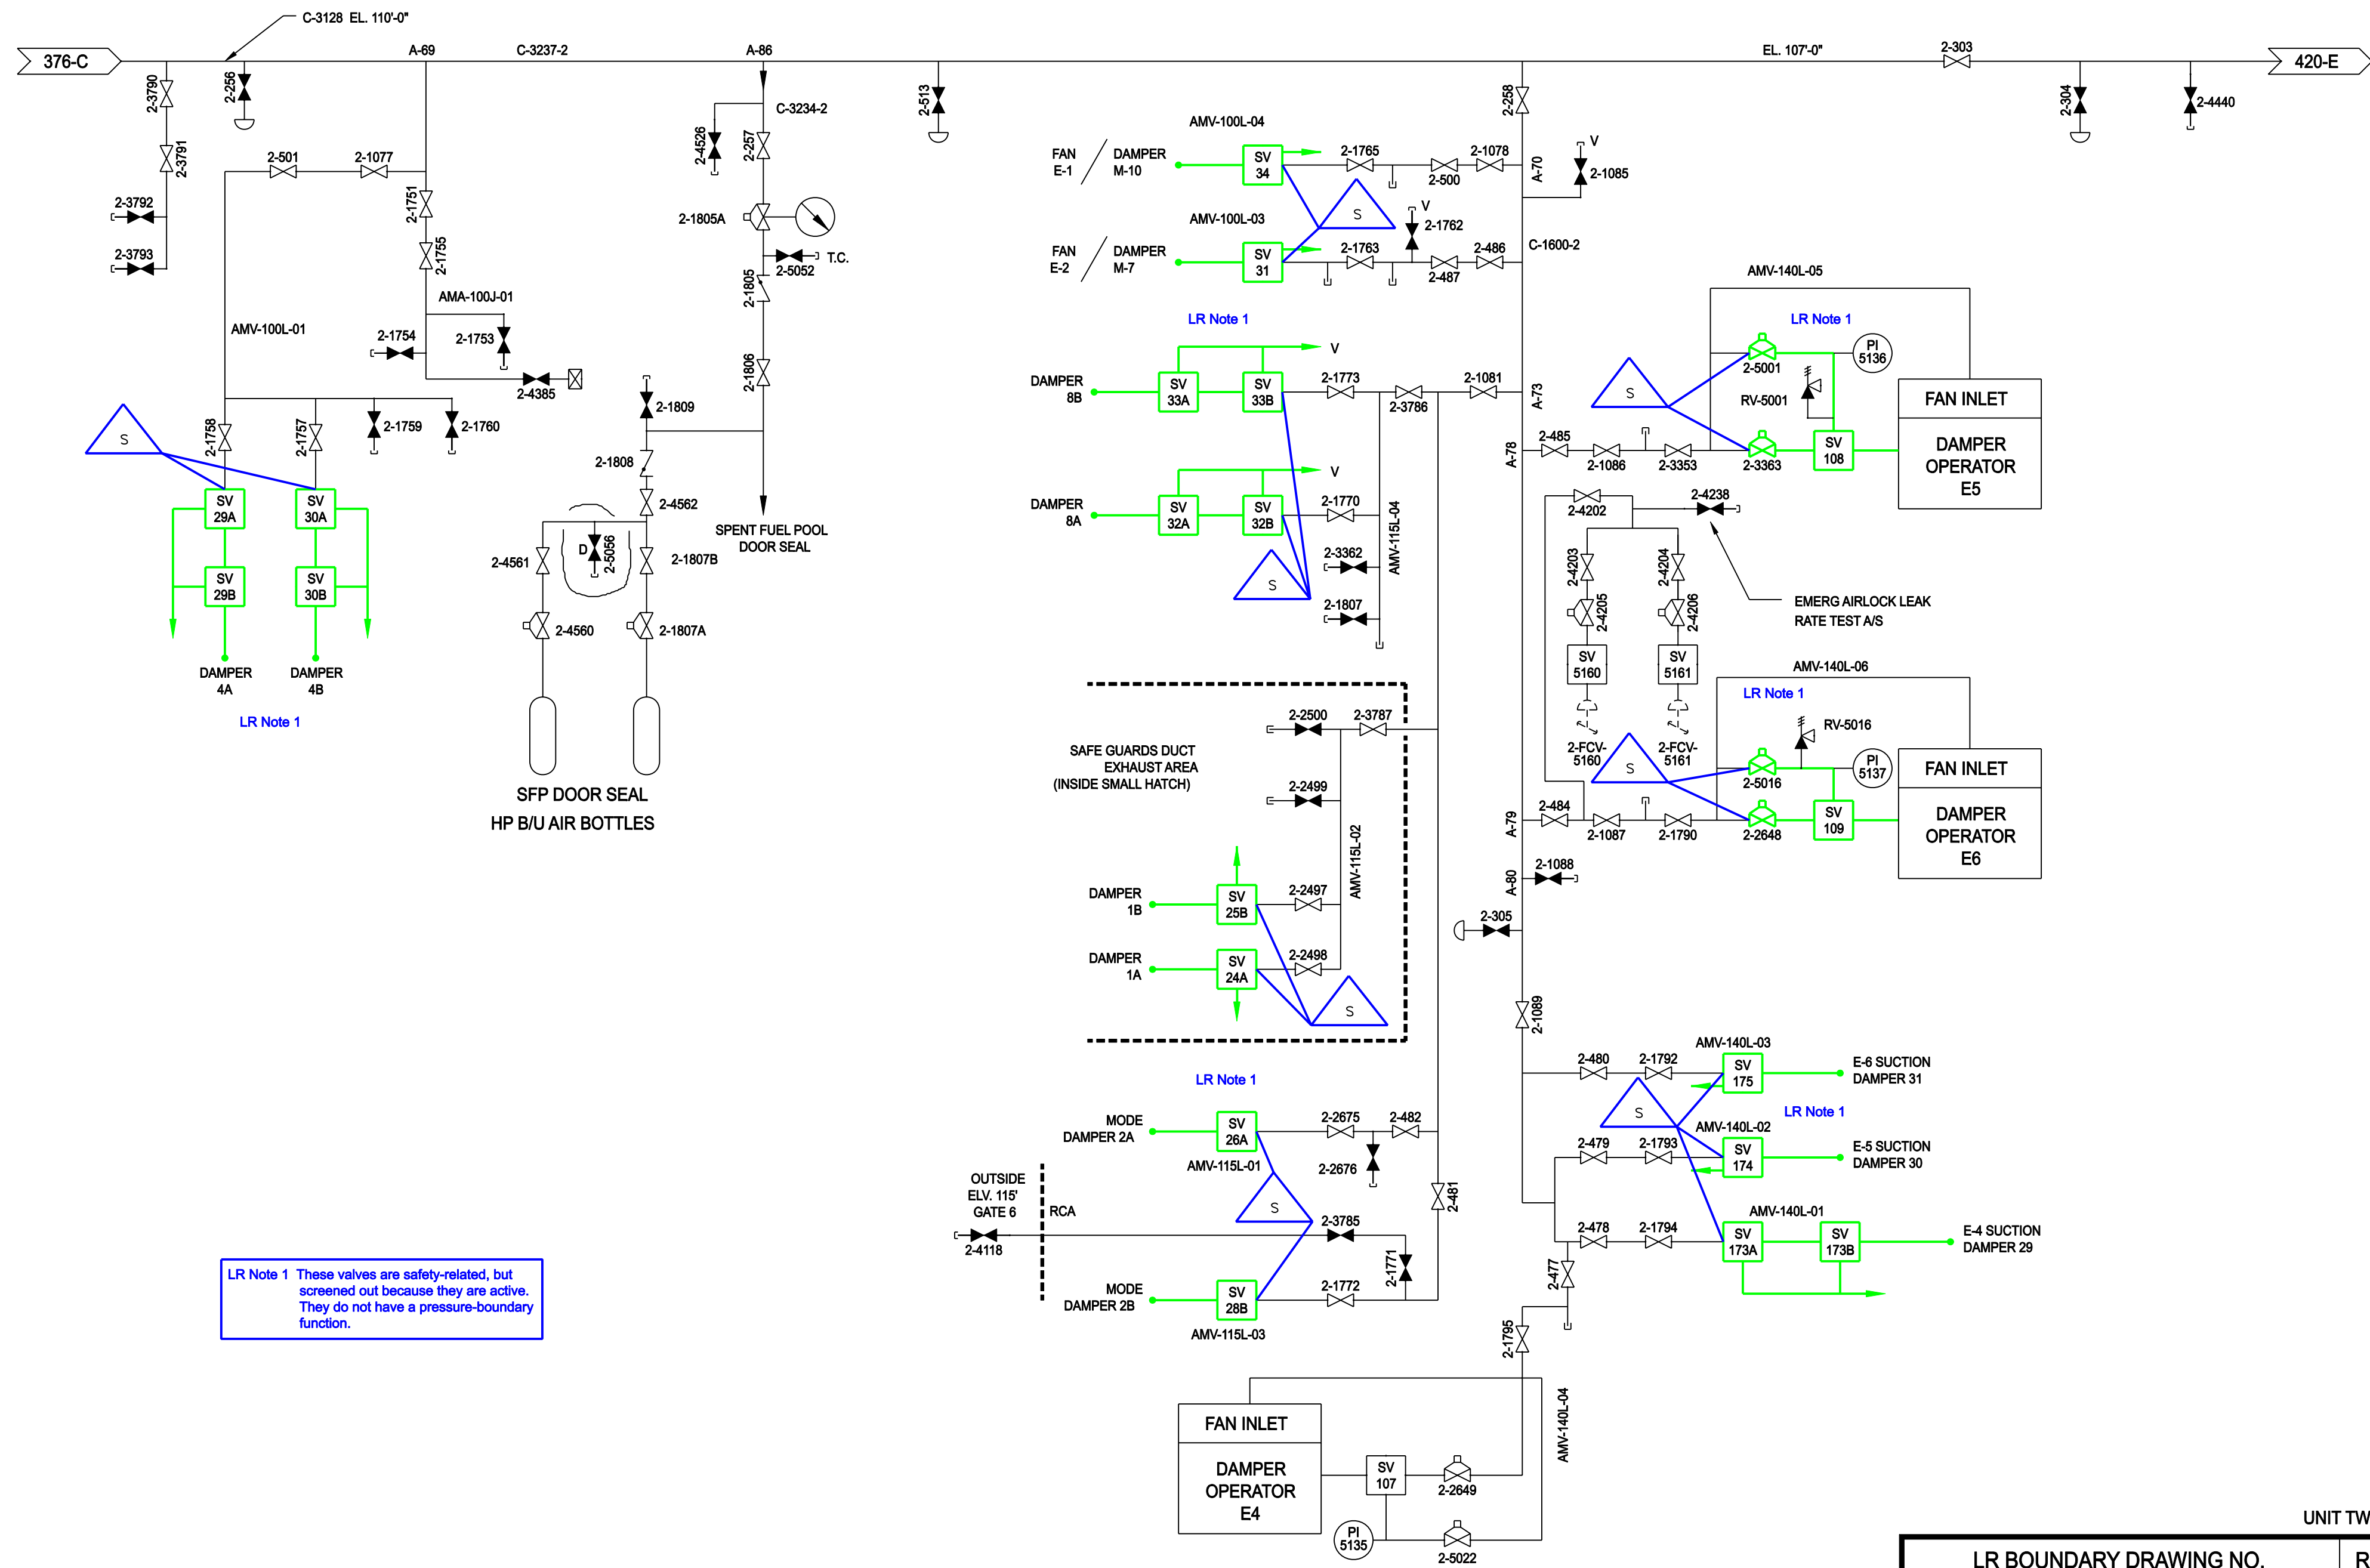 C-3128 EL. 110'-0"
376-C
A-69
C-3237-2
A-86
EL. 107'-0"
2-303
420-E
2-3790
2-256
2-3791
2-501
2-1077
2-1751
2-3792
2-3793
2-1755
AMA-100J-01
AMV-100L-01
2-1754
2-1753
2-4385
2-1758
2-1757
2-1759
2-1760
S
SV
29A
SV
30A
SV
29B
SV
30B
DAMPER
4A
DAMPER
4B
LR Note 1
C-3234-2
2-4526
2-257
2-1805A
2-5052
T.C.
2-1805
2-1806
2-1809
2-1808
2-4562
SPENT FUEL POOL
DOOR SEAL
D
2-5056
2-4561
2-1807B
2-4560
2-1807A
SFP DOOR SEAL
HP B/U AIR BOTTLES
2-513
2-258
2-304
2-4440
AMV-100L-04
FAN
E-1
DAMPER
M-10
SV
34
2-1765
2-500
2-1078
A-70
V
2-1085
S
AMV-100L-03
FAN
E-2
DAMPER
M-7
SV
31
2-1763
V
2-1762
2-487
2-486
C-1600-2
LR Note 1
V
DAMPER
8B
SV
33A
SV
33B
2-1773
2-3786
2-1081
A-73
V
DAMPER
8A
SV
32A
SV
32B
2-1770
AMV-115L-04
2-3362
2-1807
S
A-78
AMV-140L-05
LR Note 1
S
2-5001
PI
5136
RV-5001
2-485
2-1086
2-3353
2-3363
SV
108
FAN INLET
DAMPER
OPERATOR
E5
2-4202
2-4238
2-4203
2-4204
2-4205
2-4206
EMERG AIRLOCK LEAK
RATE TEST A/S
SV
5160
SV
5161
2-FCV-
5160
2-FCV-
5161
AMV-140L-06
LR Note 1
S
RV-5016
2-5016
PI
5137
A-79
2-484
2-1087
2-1790
2-2648
SV
109
FAN INLET
DAMPER
OPERATOR
E6
SAFE GUARDS DUCT
EXHAUST AREA
(INSIDE SMALL HATCH)
2-2500
2-3787
2-2499
AMV-115L-02
DAMPER
1B
SV
25B
2-2497
DAMPER
1A
SV
24A
2-2498
S
A-80
2-1088
2-305
2-1089
LR Note 1
MODE
DAMPER 2A
SV
26A
AMV-115L-01
2-2675
2-482
2-2676
2-481
S
OUTSIDE
ELV. 115'
GATE 6
RCA
2-4118
2-3785
2-1771
MODE
DAMPER 2B
SV
28B
2-1772
AMV-115L-03
AMV-140L-03
2-480
2-1792
SV
175
E-6 SUCTION
DAMPER 31
S
LR Note 1
AMV-140L-02
2-479
2-1793
SV
174
E-5 SUCTION
DAMPER 30
AMV-140L-01
2-478
2-1794
SV
173A
SV
173B
E-4 SUCTION
DAMPER 29
2-477
2-1795
LR Note 1 These valves are safety-related, but
screened out because they are active.
They do not have a pressure-boundary
function.
AMV-140L-04
FAN INLET
DAMPER
OPERATOR
E4
SV
107
2-2649
PI
5135
2-5022
UNIT TW
LR BOUNDARY DRAWING NO.
R